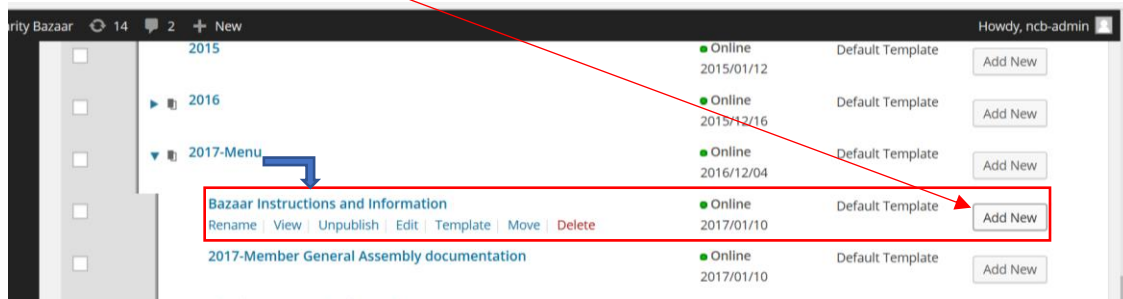 rity Bazaar 14 2 + New Howdy, ncb-admin
2015 Online Default Template Add New
2015/01/12
2016 Online Default Template Add New
2015/12/16
2017-Menu Online Default Template Add New
2016/12/04
Bazaar Instructions and Information Online Default Template Add New
Rename | View | Unpublish | Edit | Template | Move | Delete 2017/01/10
2017-Member General Assembly documentation Online Default Template Add New
2017/01/10